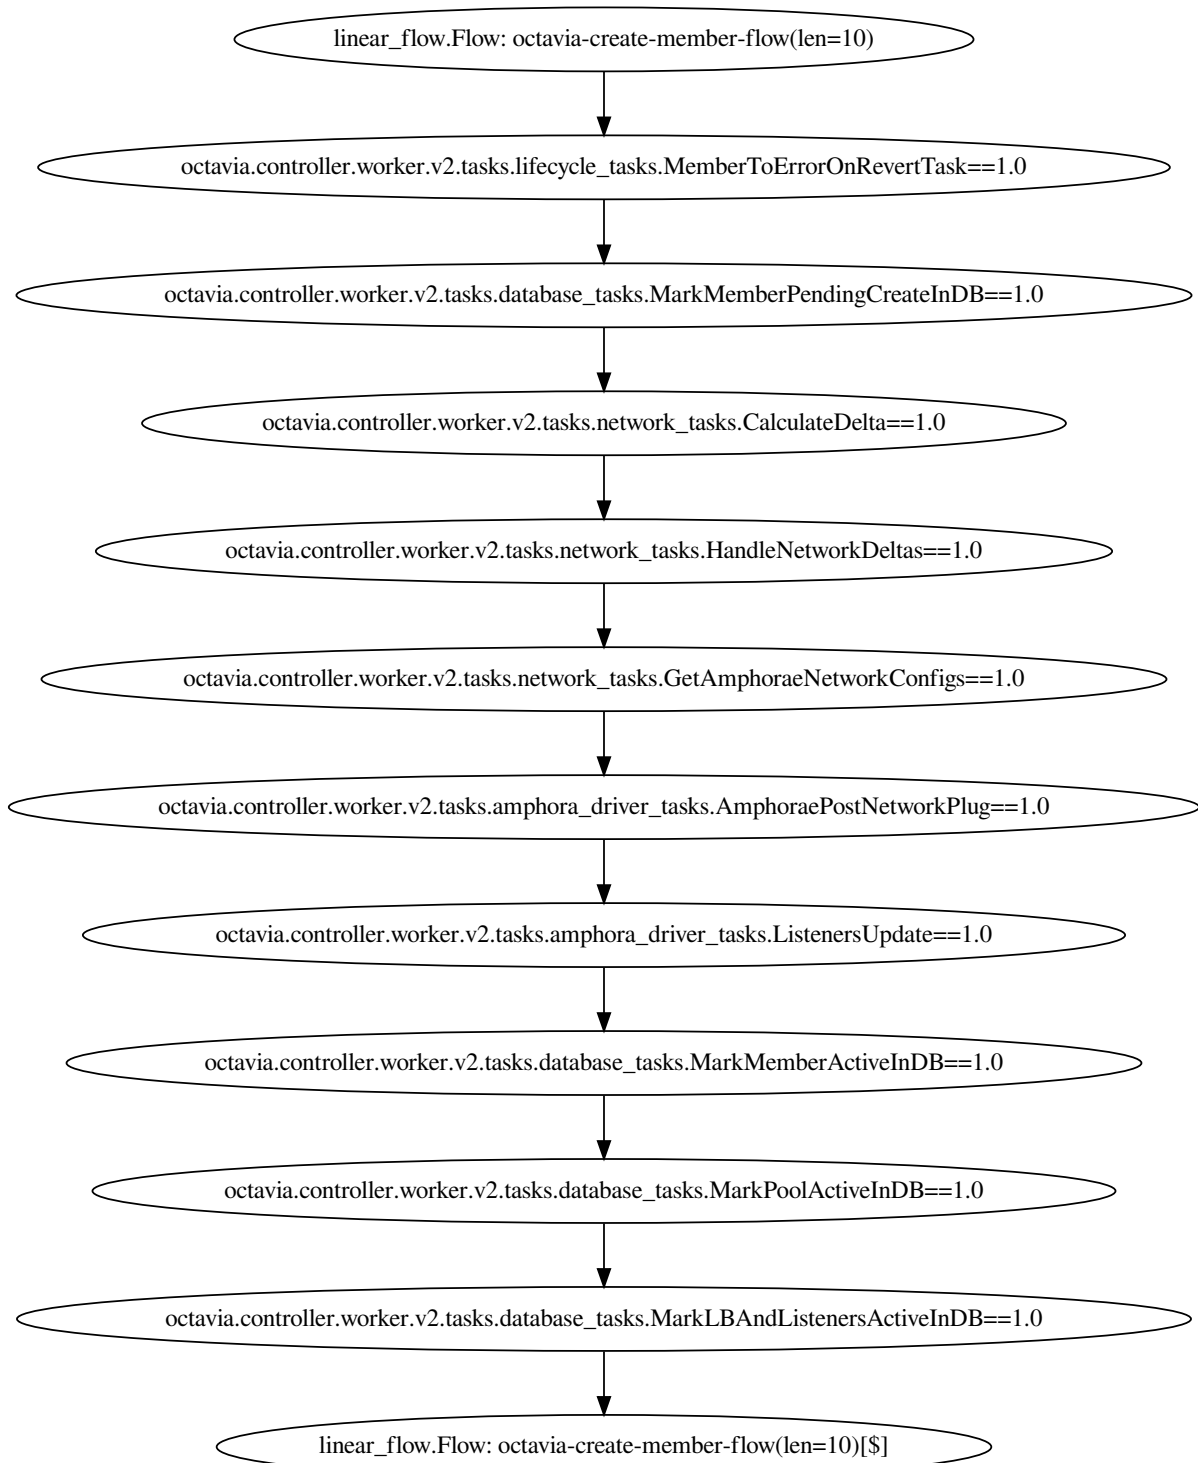 linear_flow.Flow: octavia-create-member-flow(len=10)
octavia.controller.worker.v2.tasks.lifecycle_tasks.MemberToErrorOnRevertTask==1.0
octavia.controller.worker.v2.tasks.database_tasks.MarkMemberPendingCreateInDB==1.0
octavia.controller.worker.v2.tasks.network_tasks.CalculateDelta==1.0
octavia.controller.worker.v2.tasks.network_tasks.HandleNetworkDeltas==1.0
octavia.controller.worker.v2.tasks.network_tasks.GetAmphoraeNetworkConfigs==1.0
octavia.controller.worker.v2.tasks.amphora_driver_tasks.AmphoraePostNetworkPlug==1.0
octavia.controller.worker.v2.tasks.amphora_driver_tasks.ListenersUpdate==1.0
octavia.controller.worker.v2.tasks.database_tasks.MarkMemberActiveInDB==1.0
octavia.controller.worker.v2.tasks.database_tasks.MarkPoolActiveInDB==1.0
octavia.controller.worker.v2.tasks.database_tasks.MarkLBAndListenersActiveInDB==1.0
linear_flow.Flow: octavia-create-member-flow(len=10)[$]